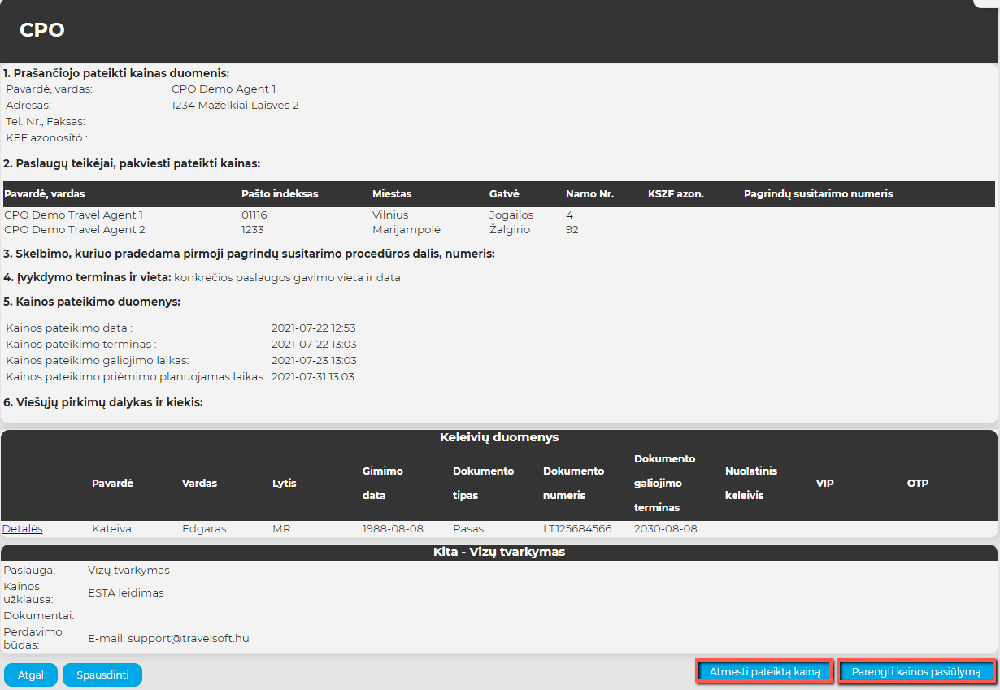 CPO
1. Prašančiojo pateikti kainas duomenis:
Pavardė, vardas: CPO Demo Agent 1
Adresas: 1234 Mažeikiai Laisvės 2
Tel. Nr., Faksas:
KEF azonosító :
2. Paslaugų teikėjai, pakviesti pateikti kainas:
Pavardė, vardas Pašto indeksas Miestas Gatvė Namo Nr. KSZF azon. Pagrindų susitarimo numeris
CPO Demo Travel Agent 1 01116 Vilnius Jogailos 4
CPO Demo Travel Agent 2 1233 Marijampolė Žalgirio 92
3. Skelbimo, kuriuo pradedama pirmoji pagrindų susitarimo procedūros dalis, numeris:
4. Įvykdymo terminas ir vieta: konkrečios paslaugos gavimo vieta ir data
5. Kainos pateikimo duomenys:
Kainos pateikimo data : 2021-07-22 12:53
Kainos pateikimo terminas : 2021-07-22 13:03
Kainos pateikimo galiojimo laikas: 2021-07-23 13:03
Kainos pateikimo priėmimo planuojamas laikas : 2021-07-31 13:03
6. Viešųjų pirkimų dalykas ir kiekis:
Keleivių duomenys
Pavardė Vardas Lytis Gimimo data Dokumento tipas Dokumento numeris Dokumento galiojimo terminas Nuolatinis keleivis VIP OTP
Detalės Kateiva Edgaras MR 1988-08-08 Pasas LT125684566 2030-08-08
Kita - Vizų tvarkymas
Paslauga: Vizų tvarkymas
Kainos užklausa: ESTA leidimas
Dokumentai:
Perdavimo būdas: E-mail: support@travelsoft.hu
Atgal Spausdinti Atmesti pateiktą kainą Parengti kainos pasiūlymą